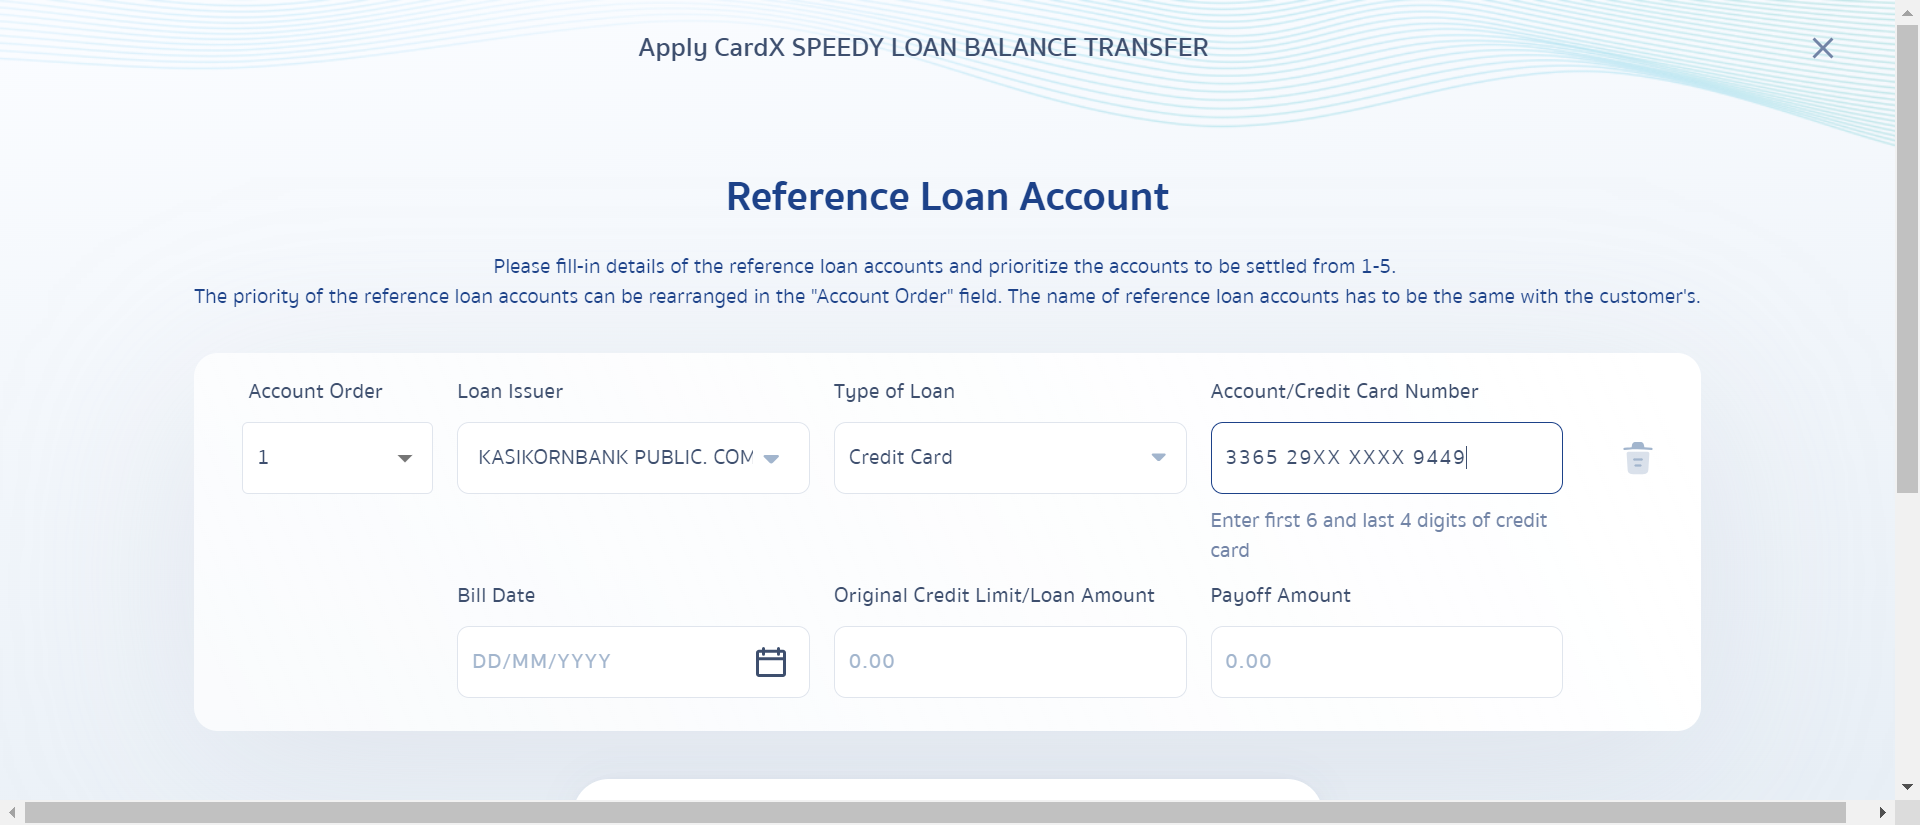 Apply CardX SPEEDY LOAN BALANCE TRANSFER
Reference Loan Account
Please fill-in details of the reference loan accounts and prioritize the accounts to be settled from 1-5.
The priority of the reference loan accounts can be rearranged in the "Account Order" field. The name of reference loan accounts has to be the same with the customer's.
Account Order
Loan Issuer
Type of Loan
Account/Credit Card Number
1
KASIKORNBANK PUBLIC. COM
Credit Card
3365 29XX XXXX 9449
Enter first 6 and last 4 digits of credit
card
Bill Date
Original Credit Limit/Loan Amount
Payoff Amount
DD/MM/YYYY
0.00
0.00